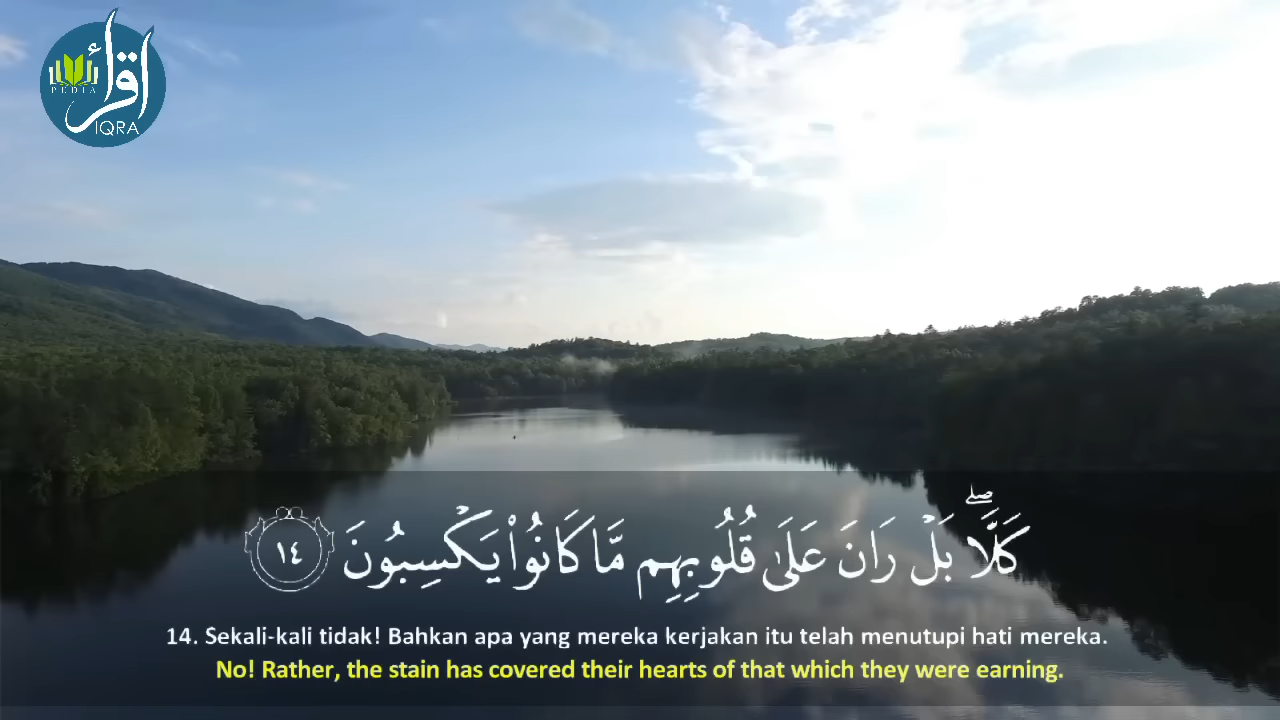 اقرأ
PEDIA
IQRA
كَلَّا ۖ بَلْ رَانَ عَلَىٰ قُلُوبِهِم مَّا كَانُوا۟ يَكْسِبُونَ ١٤
14. Sekali-kali tidak! Bahkan apa yang mereka kerjakan itu telah menutupi hati mereka.
No! Rather, the stain has covered their hearts of that which they were earning.